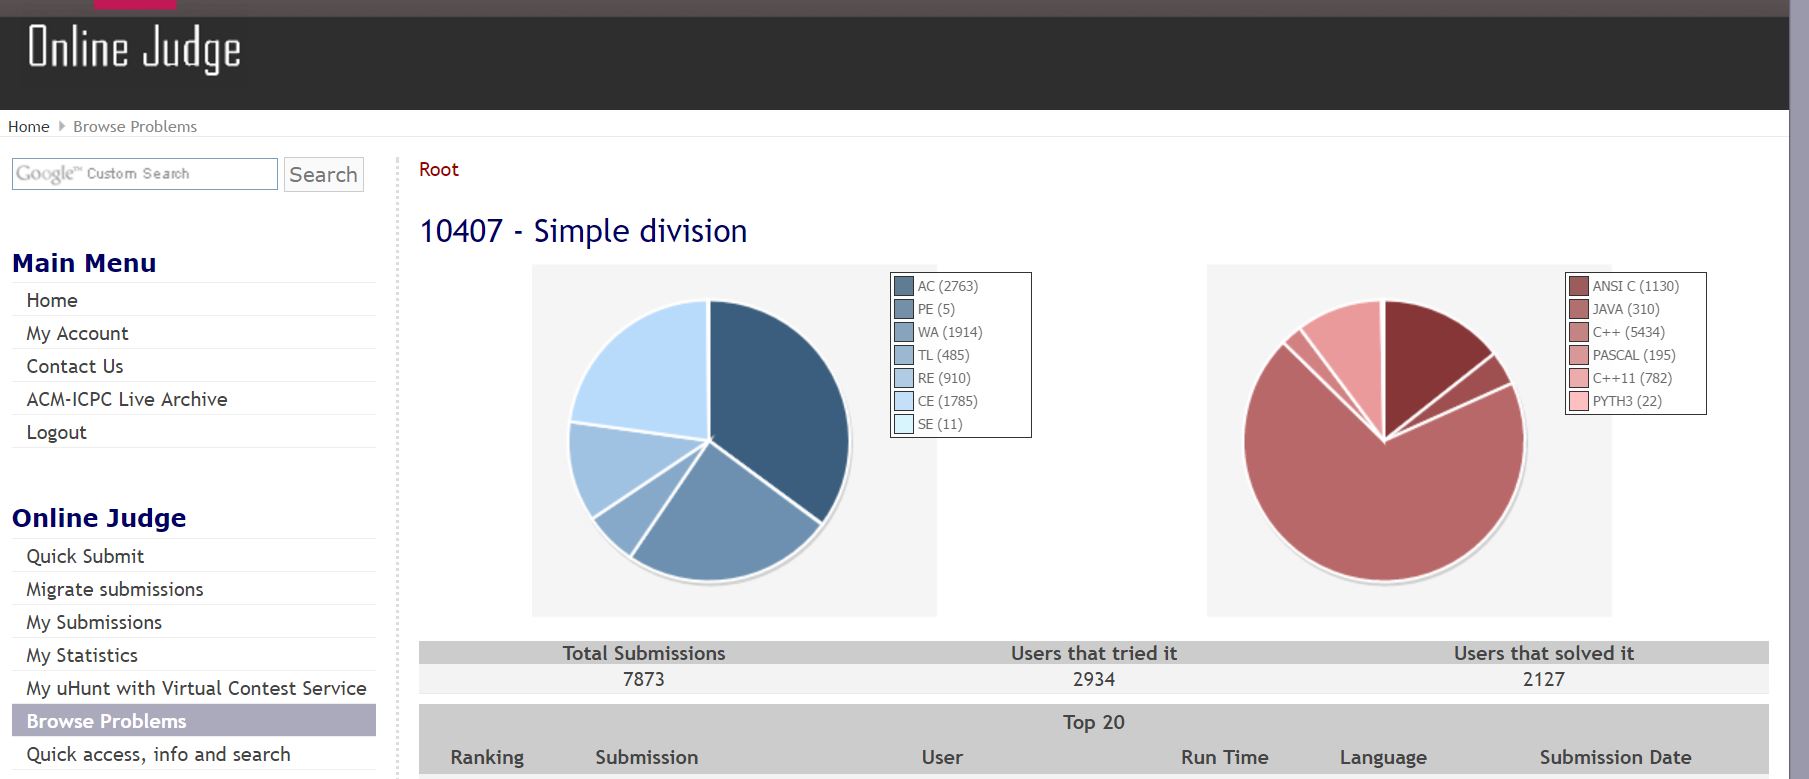 Online Judge
Home Browse Problems
Google™ Custom Search Search
Main Menu
Home
My Account
Contact Us
ACM-ICPC Live Archive
Logout
Online Judge
Quick Submit
Migrate submissions
My Submissions
My Statistics
My uHunt with Virtual Contest Service
Browse Problems
Quick access, info and search
Root
10407 - Simple division
AC (2763)
PE (5)
WA (1914)
TL (485)
RE (910)
CE (1785)
SE (11)
ANSI C (1130)
JAVA (310)
C++ (5434)
PASCAL (195)
C++11 (782)
PYTH3 (22)
Total Submissions Users that tried it Users that solved it
7873 2934 2127
Top 20
Ranking Submission User Run Time Language Submission Date